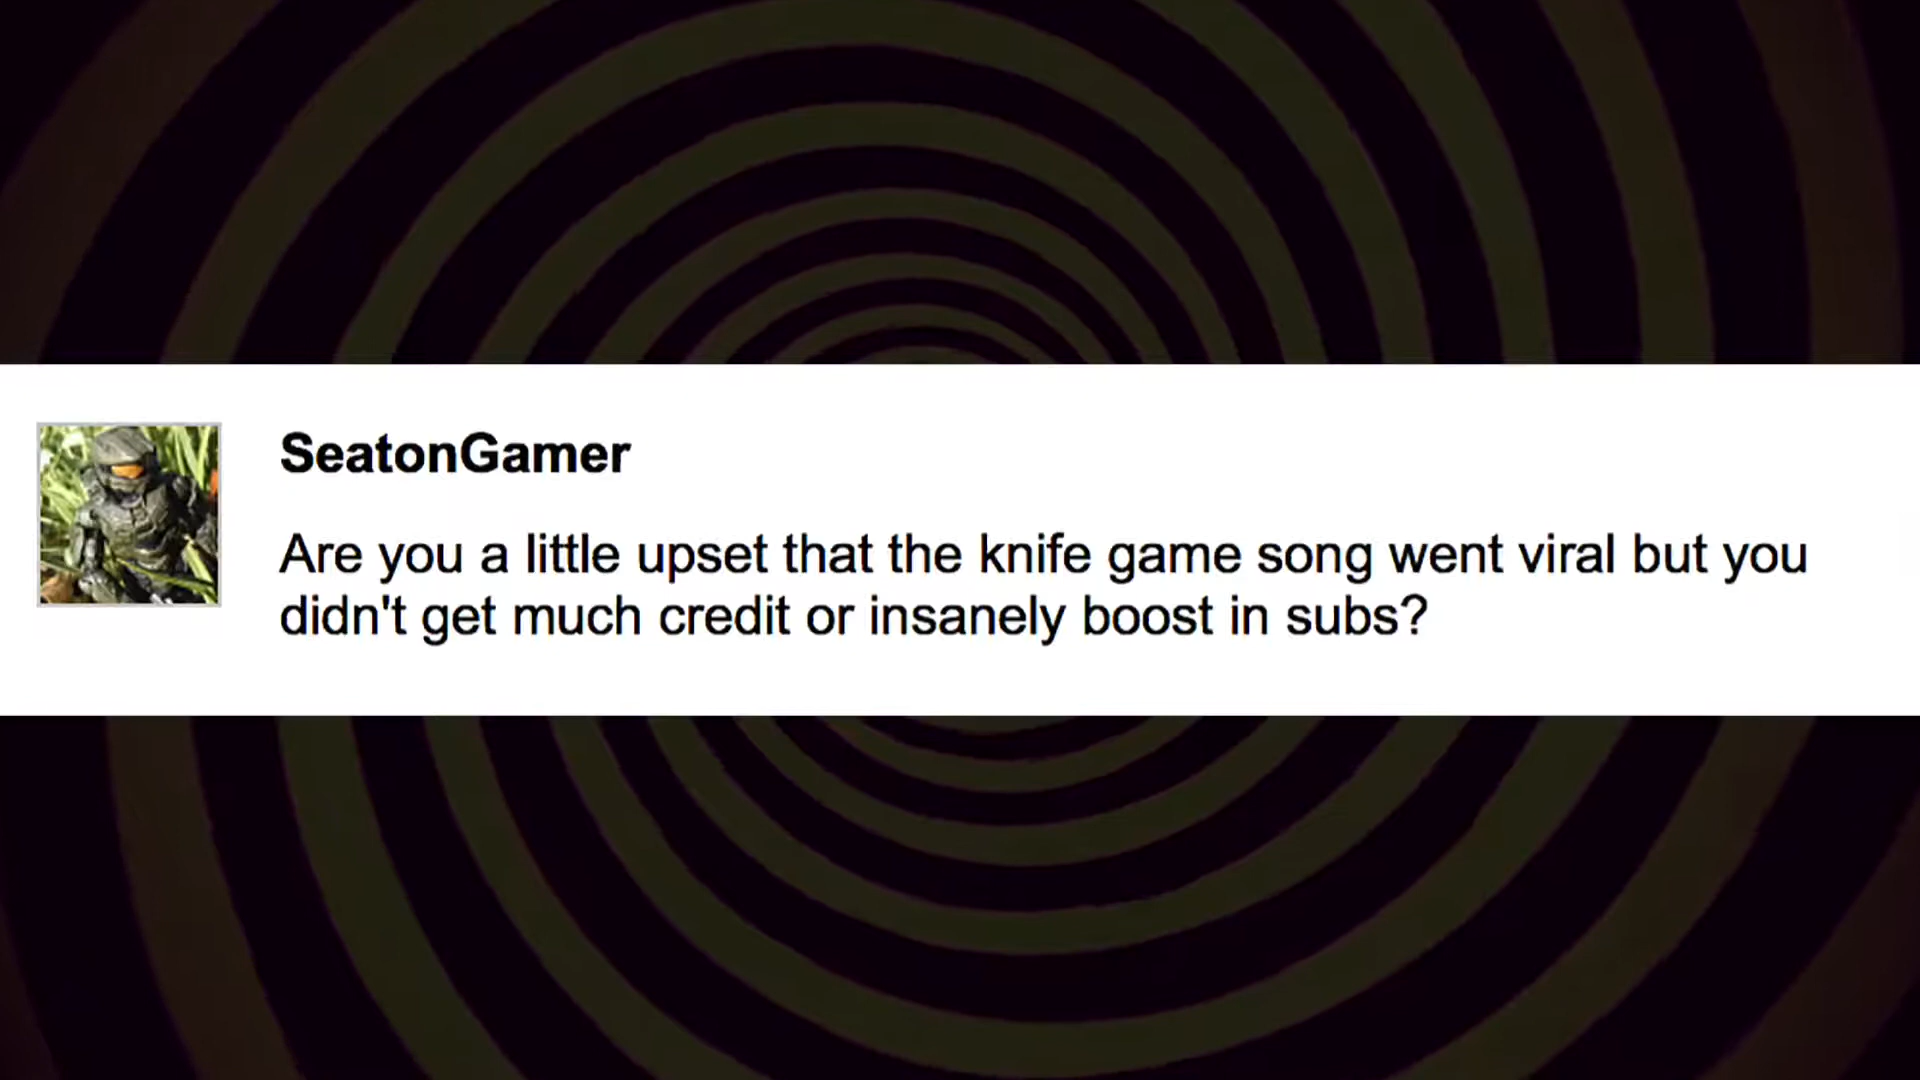 SeatonGamer
Are you a little upset that the knife game song went viral but you
didn't get much credit or insanely boost in subs?